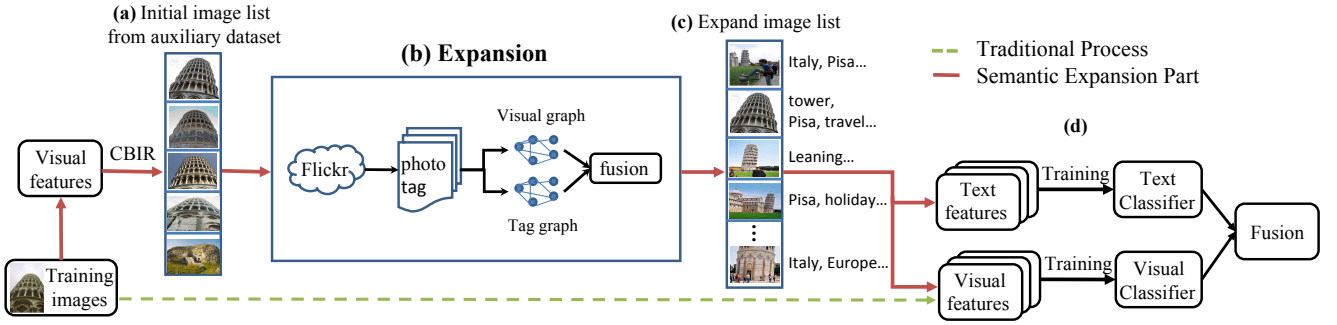 (a) Initial image list
from auxiliary dataset
(b) Expansion
(c) Expand image list
Traditional Process
Semantic Expansion Part
Visual
features
CBIR
Training
images
Flickr
photo
tag
Visual graph
Tag graph
fusion
Italy, Pisa...
tower,
Pisa, travel...
Leaning...
Pisa, holiday...
Italy, Europe...
(d)
Text
features
Training
Text
Classifier
Visual
features
Training
Visual
Classifier
Fusion